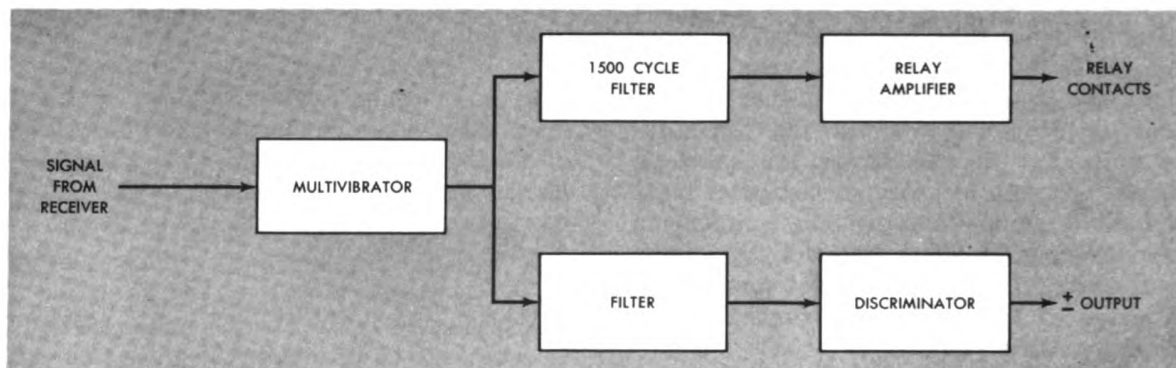 SIGNAL
FROM
RECEIVER
MULTIVIBRATOR
1500 CYCLE
FILTER
RELAY
AMPLIFIER
RELAY
CONTACTS
FILTER
DISCRIMINATOR
± OUTPUT